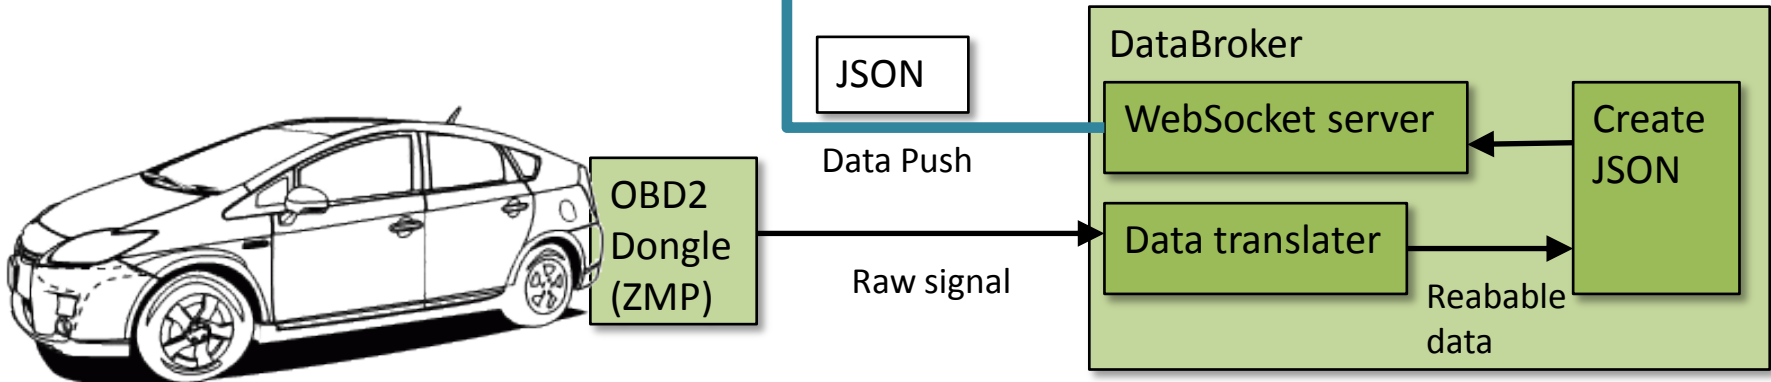 DataBroker
JSON
WebSocket server
Create
JSON
Data Push
OBD2
Dongle
(ZMP)
Data translater
Raw signal
Reabable
data